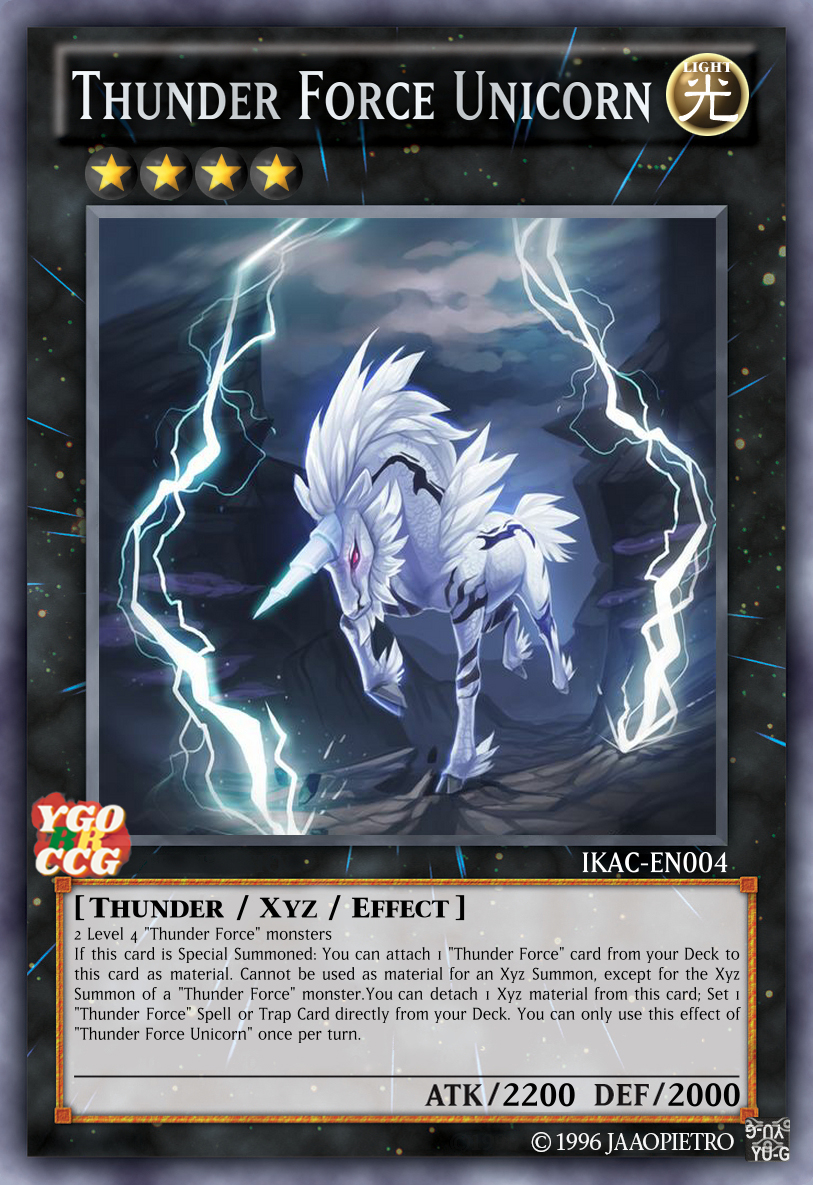 THUNDER FORCE UNICORN
LIGHT
光
YGO
BR
CCG
IKAC-EN004
[ THUNDER / XYZ / EFFECT ]
2 Level 4 "Thunder Force" monsters
If this card is Special Summoned: You can attach 1 "Thunder Force" card from your Deck to
this card as material. Cannot be used as material for an Xyz Summon, except for the Xyz
Summon of a "Thunder Force" monster.You can detach 1 Xyz material from this card; Set 1
"Thunder Force" Spell or Trap Card directly from your Deck. You can only use this effect of
"Thunder Force Unicorn" once per turn.
ATK/2200 DEF/2000
© 1996 JAAOPIETRO
YU-G
YU-G